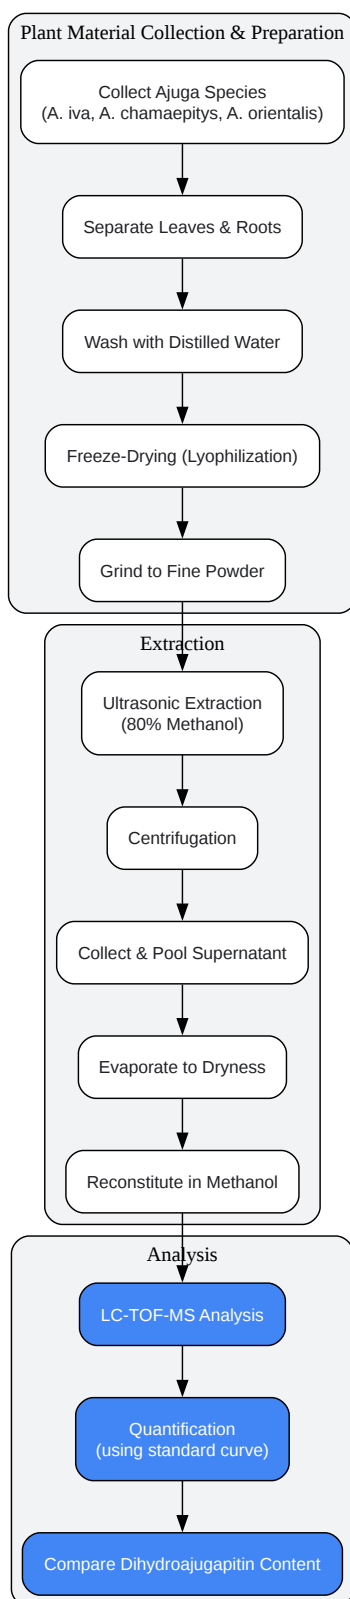 Plant Material Collection & Preparation
Collect Ajuga Species
(A. iva, A. chamaepitys, A. orientalis)
Separate Leaves & Roots
Wash with Distilled Water
Freeze-Drying (Lyophilization)
Grind to Fine Powder
Extraction
Ultrasonic Extraction
(80% Methanol)
Centrifugation
Collect & Pool Supernatant
Evaporate to Dryness
Reconstitute in Methanol
Analysis
LC-TOF-MS Analysis
Quantification
(using standard curve)
Compare Dihydroajugapitin Content